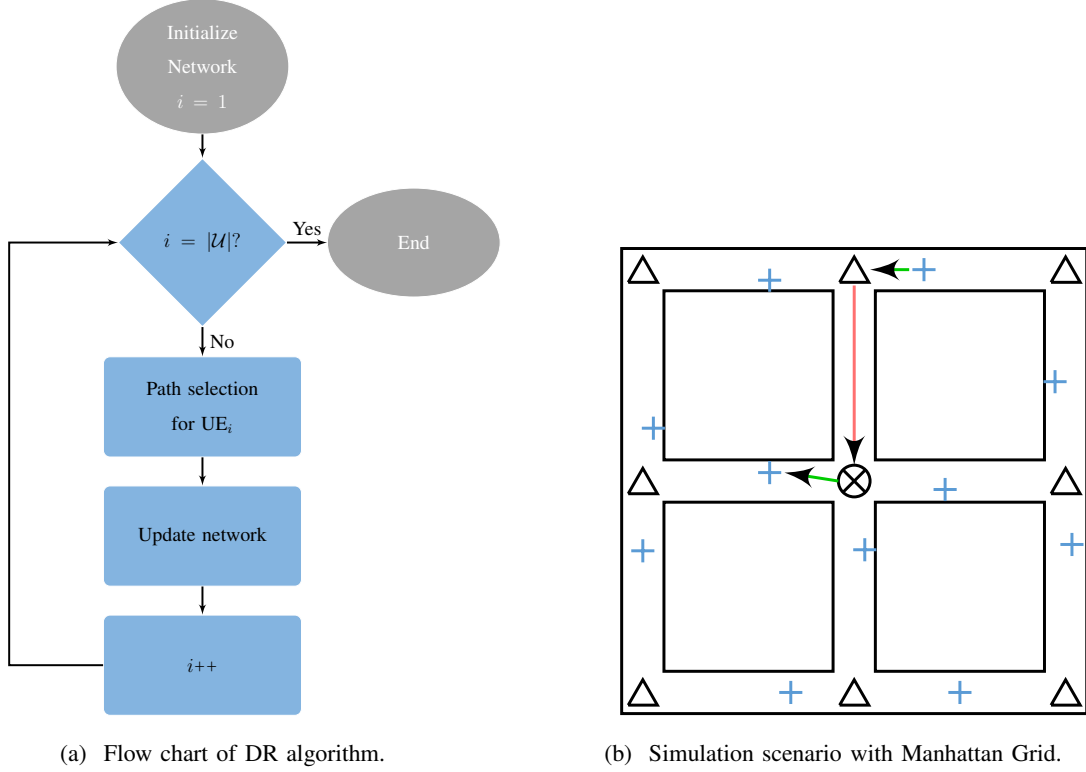 Initialize
Network
i = 1
i = |𝒰|?
Yes
End
No
Path selection
for UEᵢ
Update network
i++
(a) Flow chart of DR algorithm.
(b) Simulation scenario with Manhattan Grid.